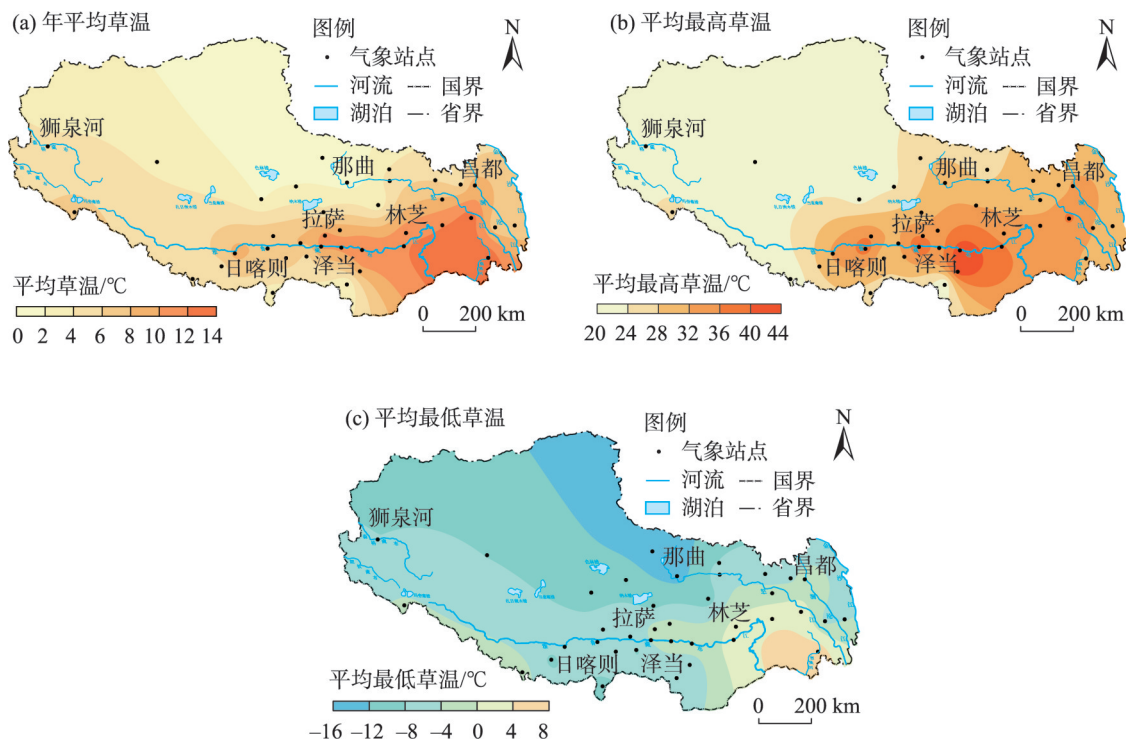 (a) 年平均草温
图例
N
气象站点
河流
国界
湖泊
省界
狮泉河
那曲
昌都
拉萨
林芝
日喀则
泽当
平均草温/℃
0 2 4 6 8 10 12 14
0 200 km
(b) 平均最高草温
图例
N
气象站点
河流
国界
湖泊
省界
狮泉河
那曲
昌都
拉萨
林芝
日喀则
泽当
平均最高草温/℃
20 24 28 32 36 40 44
0 200 km
(c) 平均最低草温
图例
N
气象站点
河流
国界
湖泊
省界
狮泉河
那曲
昌都
拉萨
林芝
日喀则
泽当
平均最低草温/℃
–16 –12 –8 –4 0 4 8
0 200 km